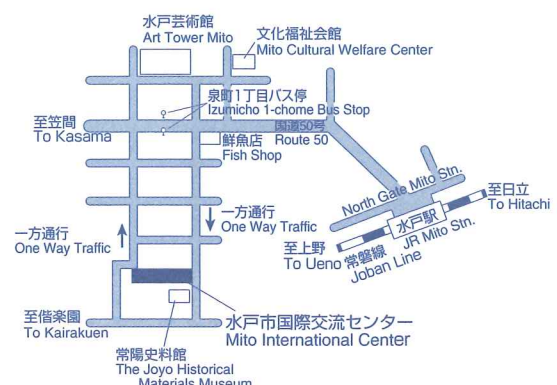 水戸芸術館
Art Tower Mito
文化福祉会館
Mito Cultural Welfare Center
泉町1丁目バス停
Izumicho 1-chome Bus Stop
至笠間
To Kasama
国道50号
Route 50
鮮魚店
Fish Shop
North Gate Mito Stn.
至日立
To Hitachi
水戸駅
JR Mito Stn.
一方通行
One Way Traffic
一方通行
One Way Traffic
至上野
To Ueno
常磐線
Joban Line
至偕楽園
To Kairakuen
水戸市国際交流センター
Mito International Center
常陽史料館
The Joyo Historical
Materials Museum